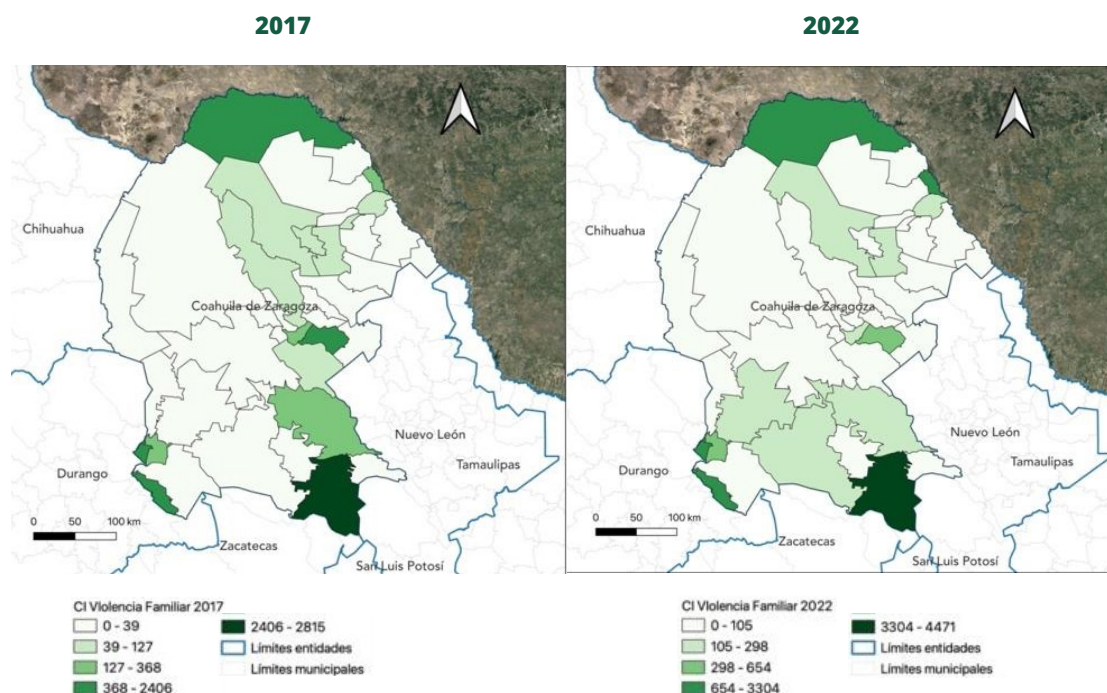 2017
2022
Chihuahua
Coahuila de Zaragoza
Nuevo León
Tamaulipas
Durango
Zacatecas
San Luis Potosí
0 50 100 km
Chihuahua
Coahuila de Zaragoza
Nuevo León
Tamaulipas
Durango
Zacatecas
San Luis Potosí
0 50 100 km
CI VIolencia Familiar 2017
0 - 39
39 - 127
127 - 368
368 - 2406
2406 - 2815
Límites entidades
Límites municipales
CI VIolencia Familiar 2022
0 - 105
105 - 298
298 - 654
654 - 3304
3304 - 4471
Límites entidades
Límites municipales